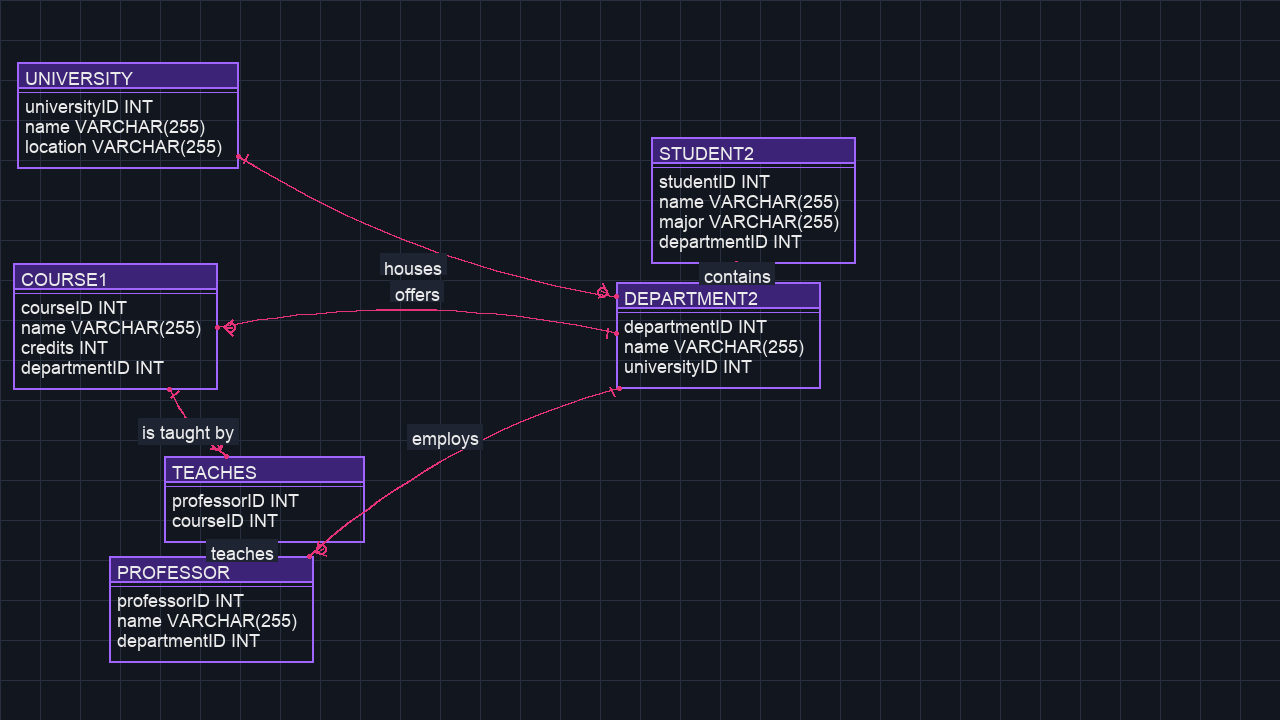 UNIVERSITY
universityID INT
name VARCHAR(255)
location VARCHAR(255)
STUDENT2
studentID INT
name VARCHAR(255)
major VARCHAR(255)
departmentID INT
contains
houses
offers
COURSE1
courseID INT
name VARCHAR(255)
credits INT
departmentID INT
DEPARTMENT2
departmentID INT
name VARCHAR(255)
universityID INT
is taught by
employs
TEACHES
professorID INT
courseID INT
teaches
PROFESSOR
professorID INT
name VARCHAR(255)
departmentID INT